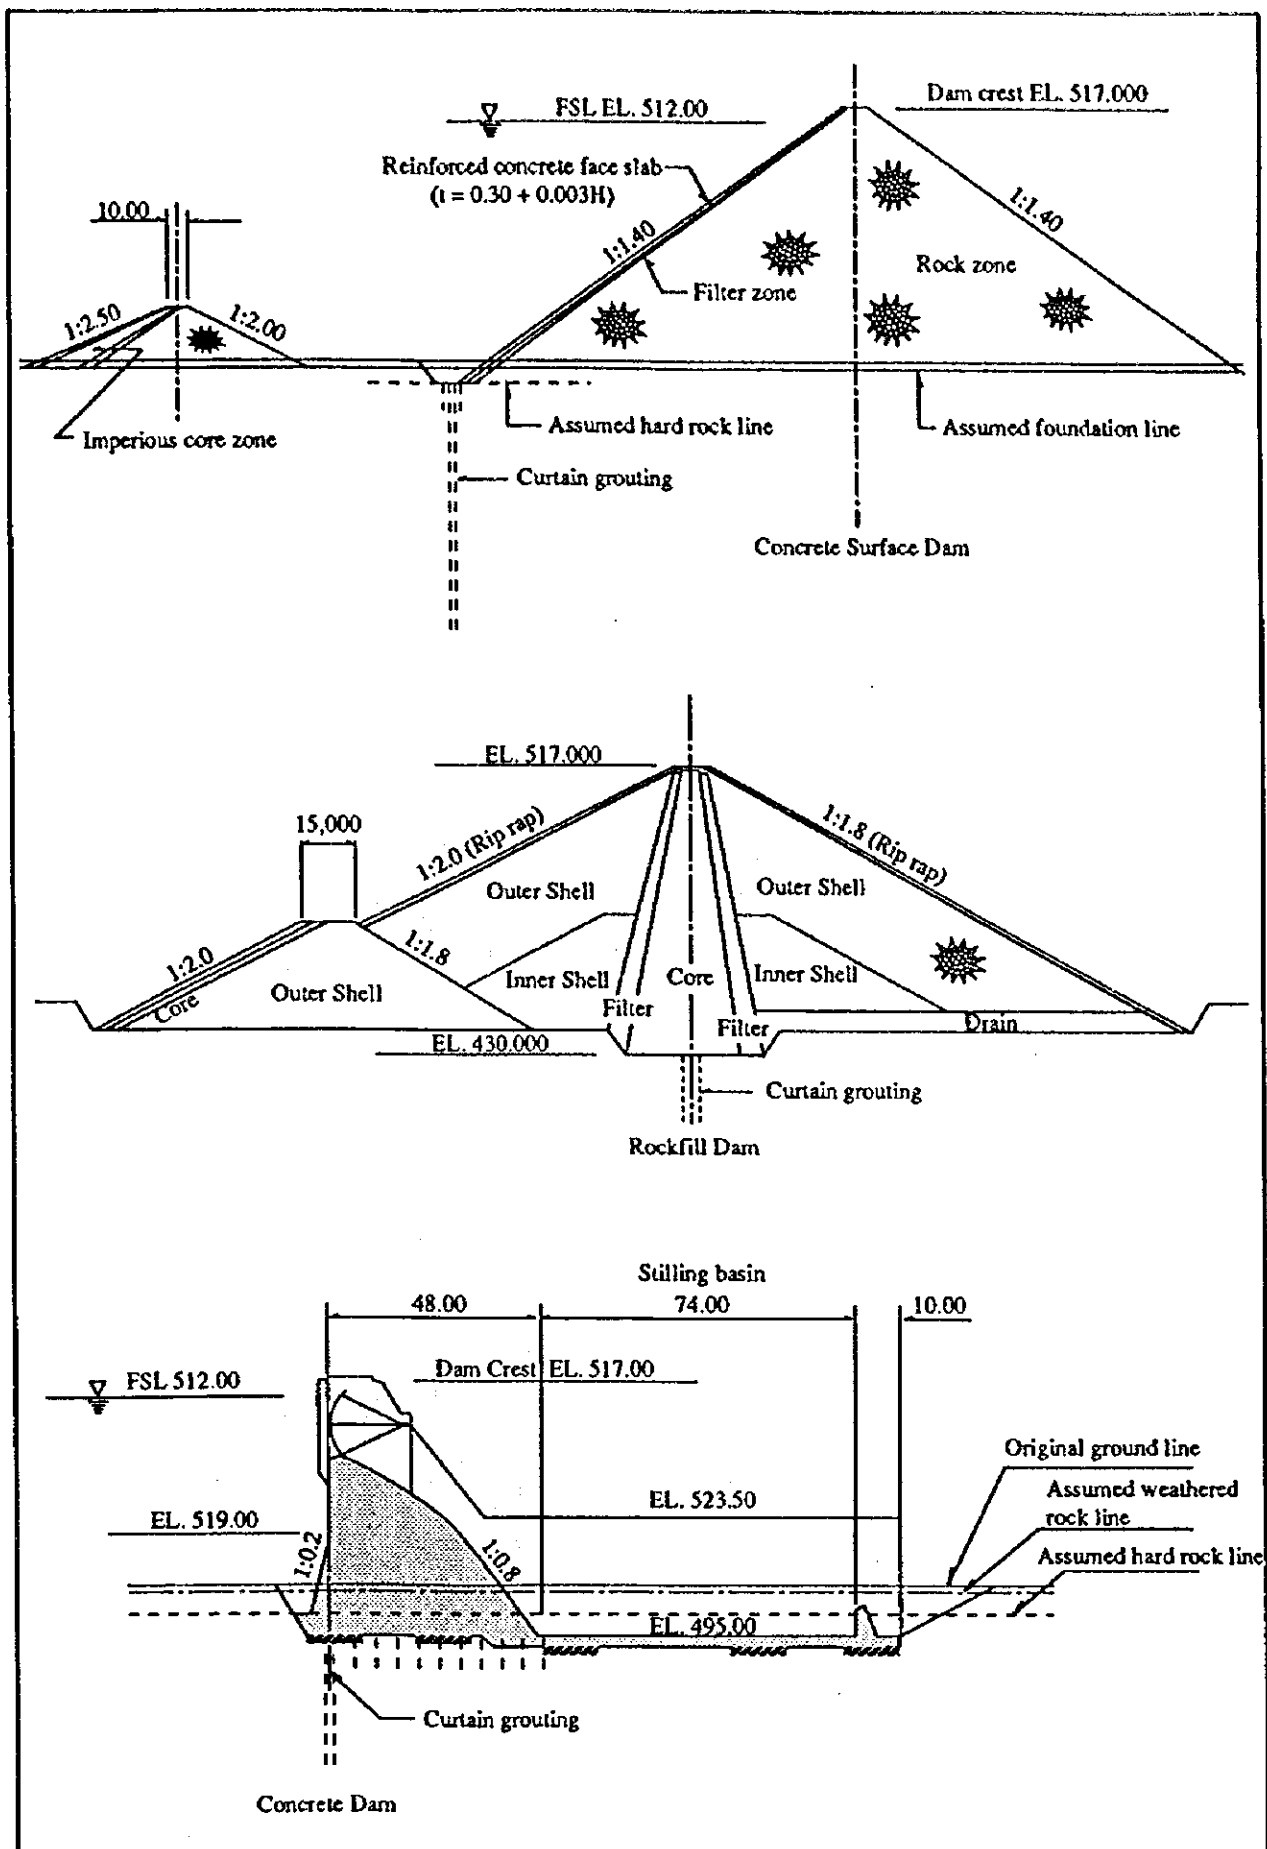 Dam crest EL. 517.000
FSL EL. 512.00
Reinforced concrete face slab
(t = 0.30 + 0.003H)
10.00
1:1.40
1:1.40
Rock zone
Filter zone
1:2.50
1:2.00
Imperious core zone
Assumed hard rock line
Assumed foundation line
Curtain grouting
Concrete Surface Dam
EL. 517.000
15,000
1:2.0 (Rip rap)
1:1.8 (Rip rap)
Outer Shell
Outer Shell
1:2.0
1:1.8
Core
Outer Shell
Inner Shell
Filter
Core
Inner Shell
Filter
Drain
EL. 430.000
Curtain grouting
Rockfill Dam
Stilling basin
48.00
74.00
10.00
FSL 512.00
Dam Crest EL. 517.00
Original ground line
Assumed weathered
rock line
Assumed hard rock line
EL. 523.50
EL. 519.00
1:0.2
1:0.8
EL. 495.00
Curtain grouting
Concrete Dam